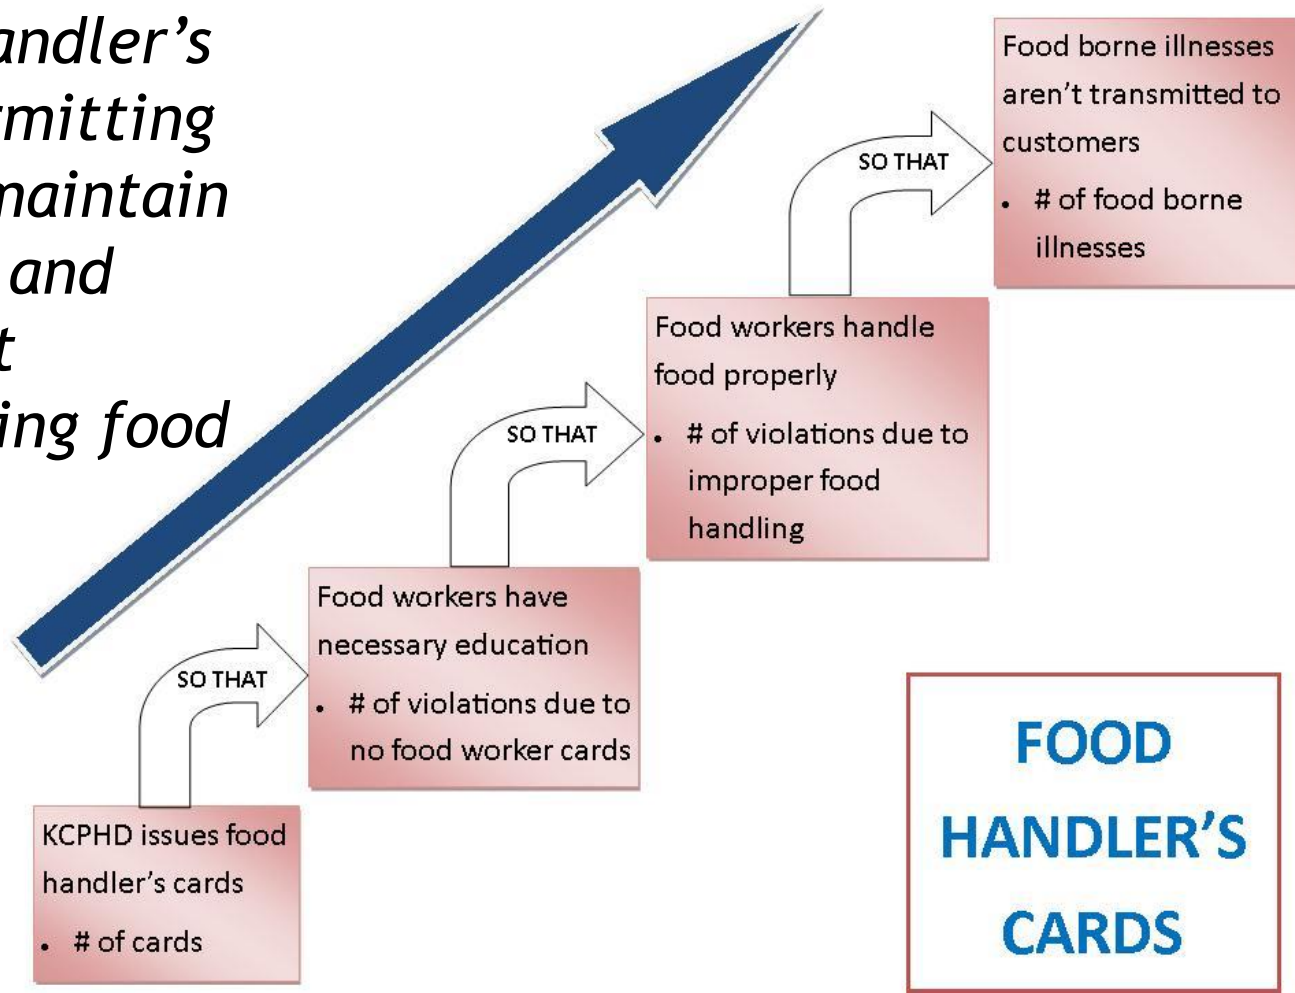 andler’s
rmitting
maintain
and
t
ing food
Food borne illnesses
aren’t transmitted to
customers
• # of food borne
illnesses
SO THAT
Food workers handle
food properly
• # of violations due to
improper food
handling
SO THAT
Food workers have
necessary education
• # of violations due to
no food worker cards
SO THAT
KCPHD issues food
handler’s cards
• # of cards
FOOD
HANDLER’S
CARDS